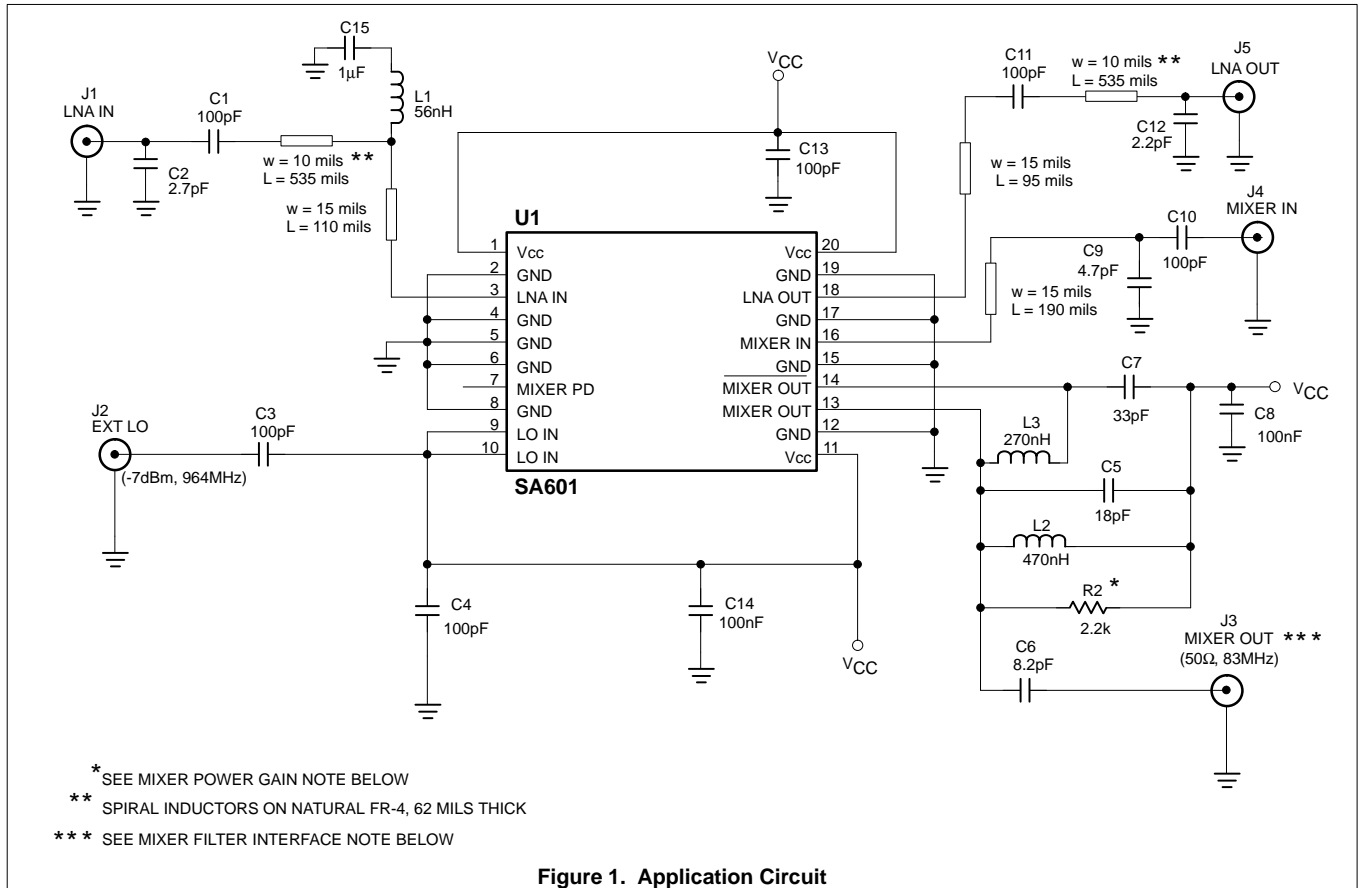 C15
1μF
L1
56nH
J1
LNA IN
C1
100pF
C2
2.7pF
w = 10 mils **
L = 535 mils
w = 15 mils
L = 110 mils
VCC
C13
100pF
C11
100pF
w = 10 mils **
L = 535 mils
J5
LNA OUT
C12
2.2pF
w = 15 mils
L = 95 mils
J4
MIXER IN
C10
100pF
C9
4.7pF
w = 15 mils
L = 190 mils
U1
1 Vcc
2 GND
3 LNA IN
4 GND
5 GND
6 GND
7 MIXER PD
8 GND
9 LO IN
10 LO IN
Vcc 20
GND 19
LNA OUT 18
GND 17
MIXER IN 16
GND 15
MIXER OUT 14
MIXER OUT 13
GND 12
Vcc 11
SA601
J2
EXT LO
(-7dBm, 964MHz)
C3
100pF
C7
33pF
VCC
C8
100nF
L3
270nH
C5
18pF
L2
470nH
R2 *
2.2k
C6
8.2pF
J3
MIXER OUT ***
(50Ω, 83MHz)
C4
100pF
C14
100nF
VCC
* SEE MIXER POWER GAIN NOTE BELOW
** SPIRAL INDUCTORS ON NATURAL FR-4, 62 MILS THICK
*** SEE MIXER FILTER INTERFACE NOTE BELOW
Figure 1. Application Circuit